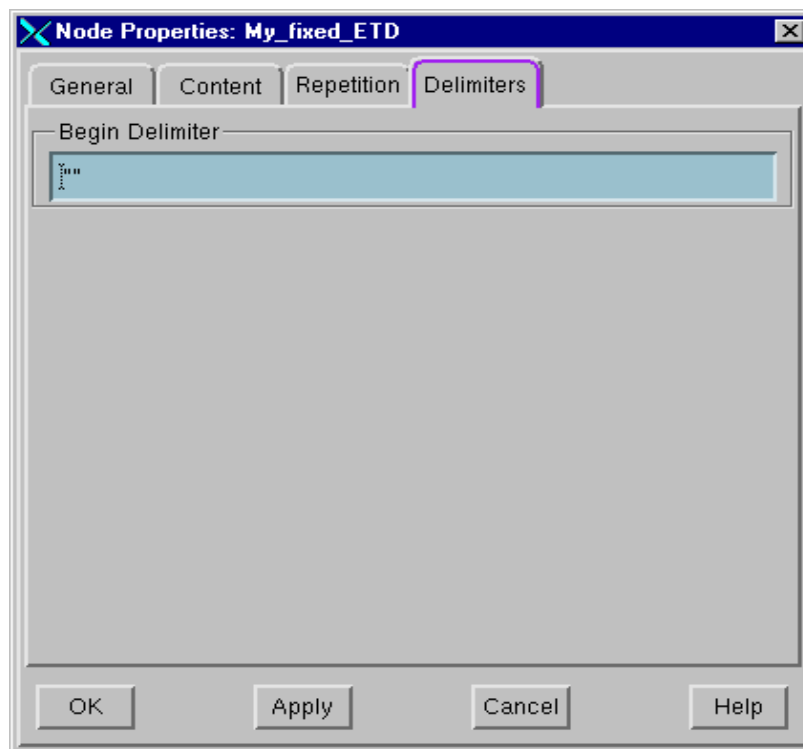 Node Properties: My_fixed_ETD
General Content Repetition Delimiters
Begin Delimiter
""
OK Apply Cancel Help